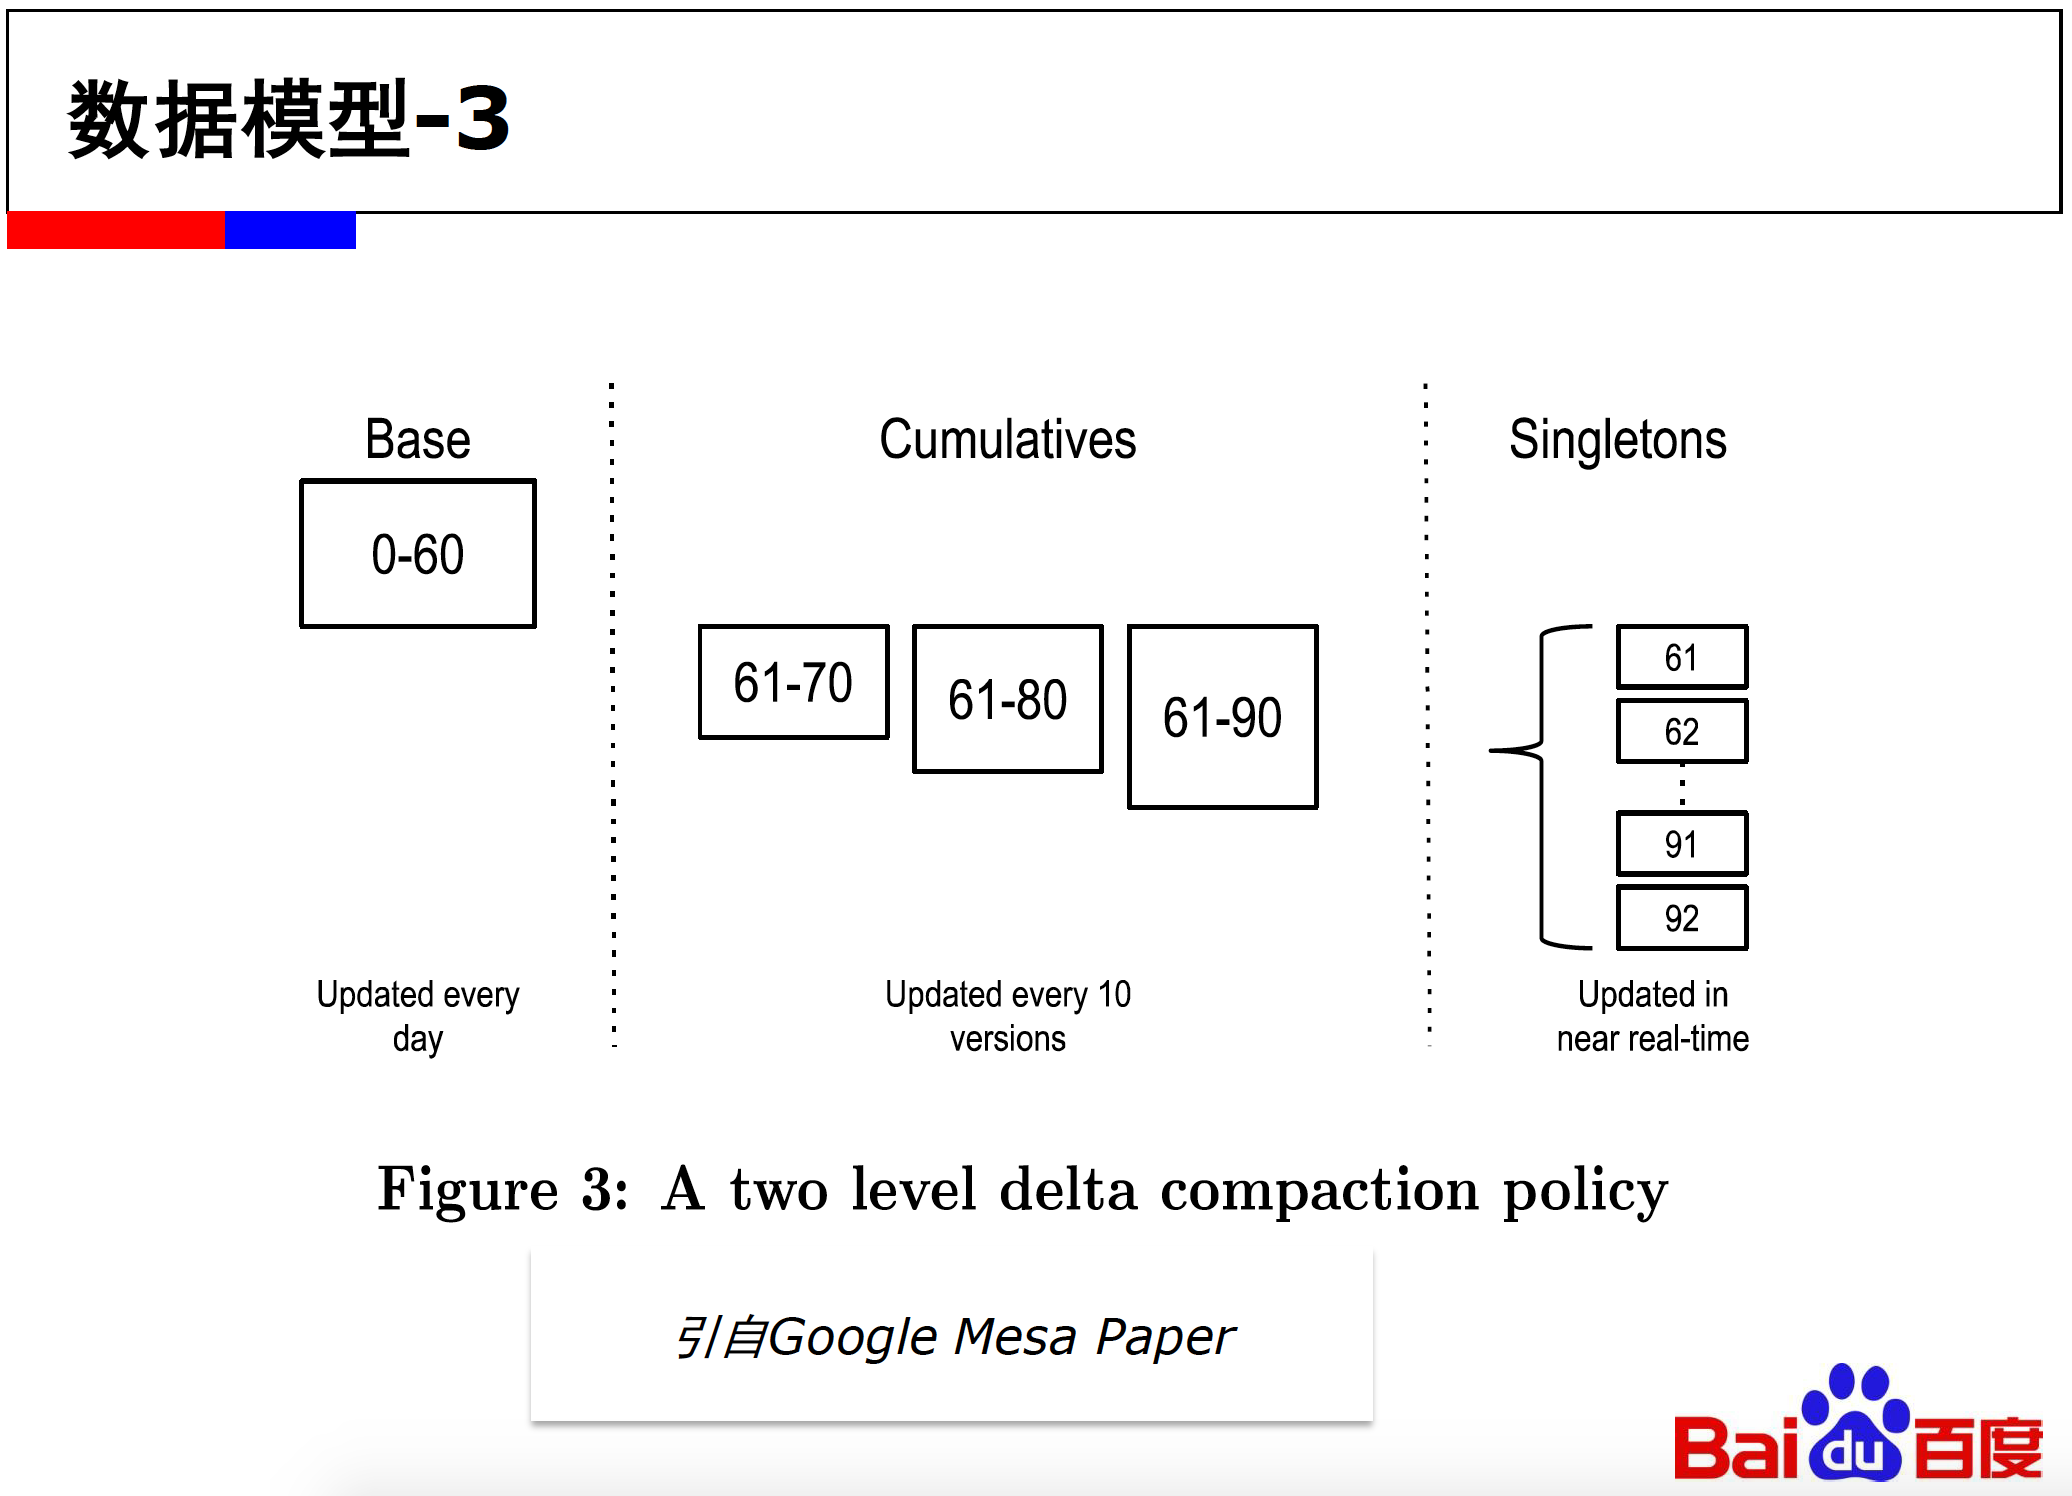 数据模型-3
Base
0-60
Updated every
day
Cumulatives
61-70
61-80
61-90
Updated every 10
versions
Singletons
61
62
91
92
Updated in
near real-time
Figure 3: A two level delta compaction policy
引自Google Mesa Paper
Bai du 百度